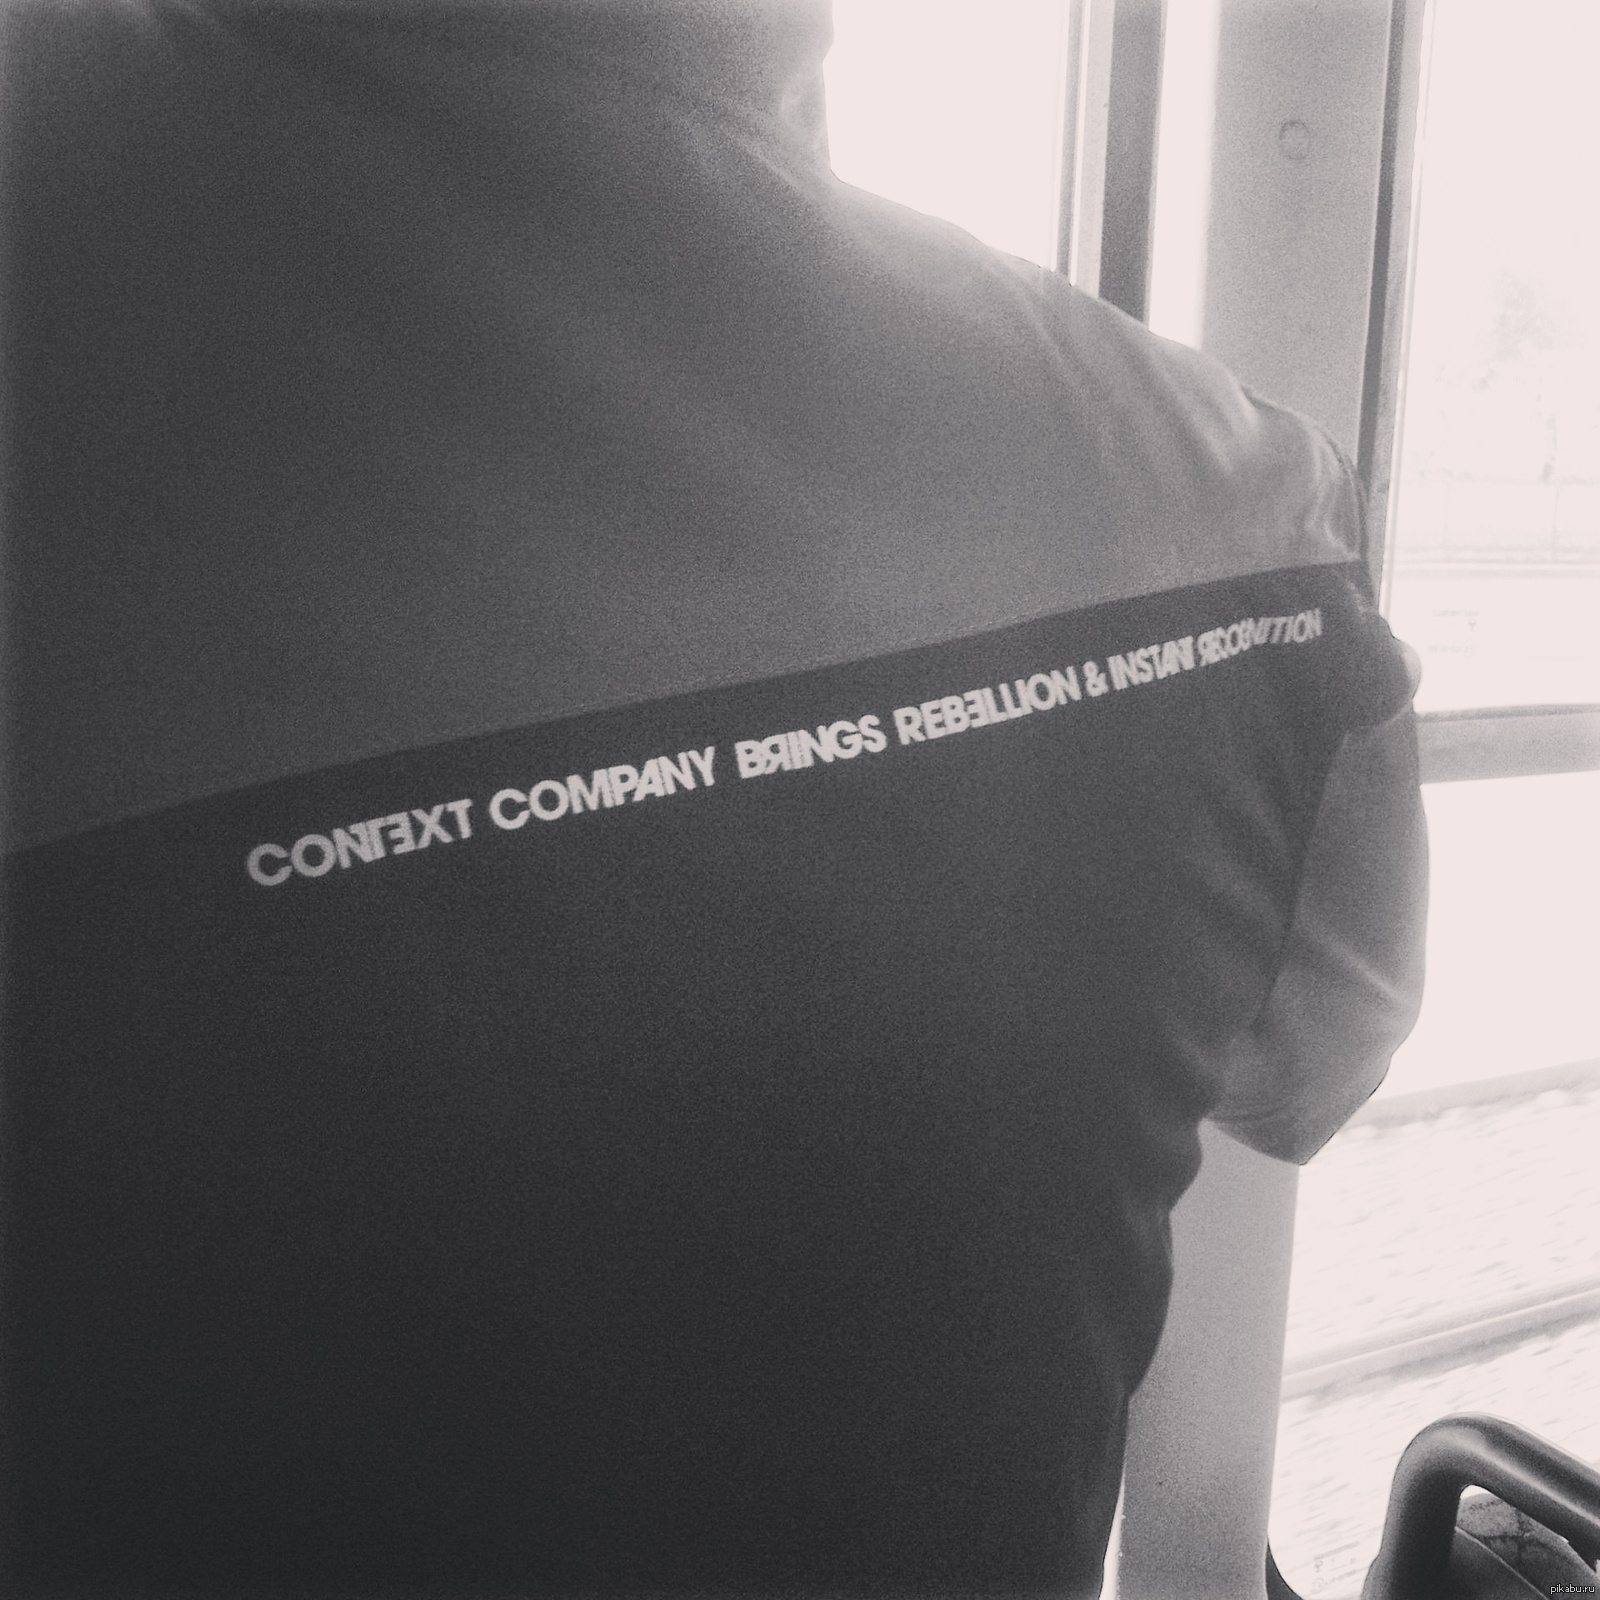 CONTEXT COMPANY BRINGS REBELLION & INSTANT RECOGNITION
pikabu.ru